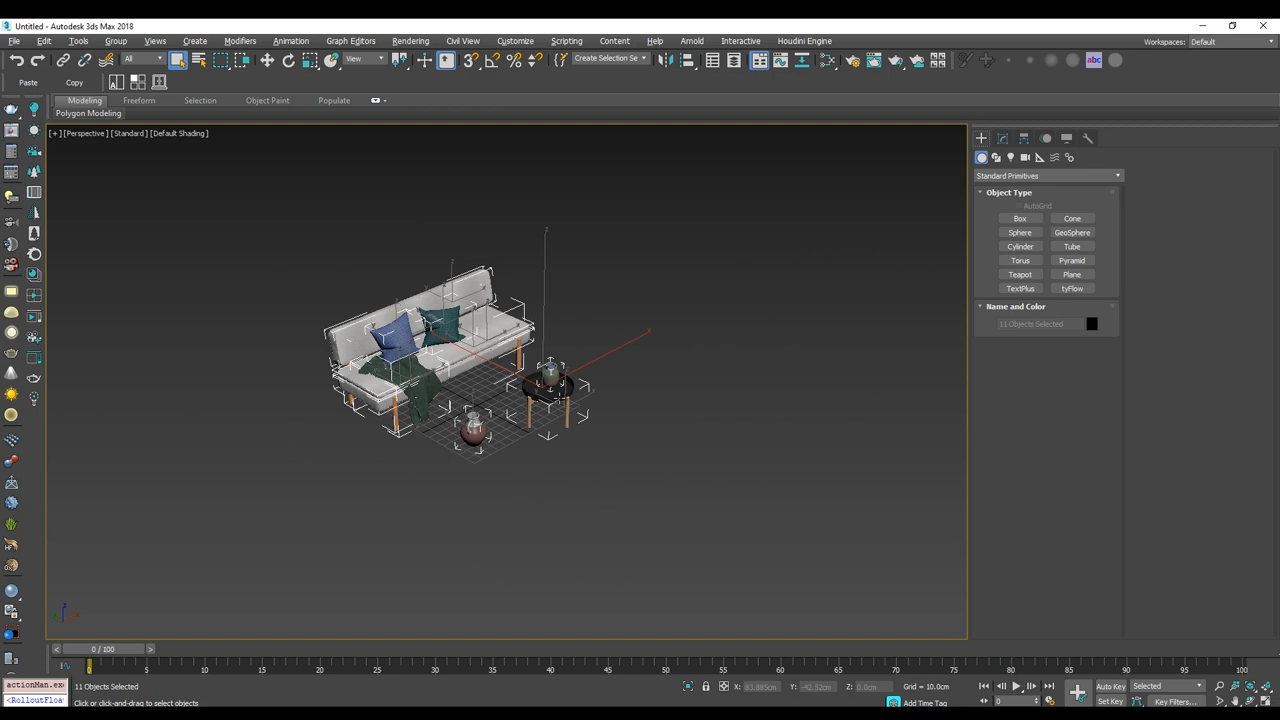 Untitled - Autodesk 3ds Max 2018
File Edit Tools Group Views Create Modifiers Animation Graph Editors Rendering Civil View Customize Scripting Content Help Arnold Interactive Houdini Engine Workspaces: Default
All View Create Selection Se abc
Paste Copy
Modeling Freeform Selection Object Paint Populate
Polygon Modeling
[+] [Perspective] [Standard] [Default Shading]
Standard Primitives
Object Type
AutoGrid
Box Cone
Sphere GeoSphere
Cylinder Tube
Torus Pyramid
Teapot Plane
TextPlus tyFlow
Name and Color
11 Objects Selected
< 0 / 100 >
0 5 10 15 20 25 30 35 40 45 50 55 60 65 70 75 80 85 90 95 100
actionMan.exe 11 Objects Selected X: Y: -42.52cm Z: 0.0cm Grid = 10.0cm Auto Key Selected
<RolloutFloa Click or click-and-drag to select objects Add Time Tag 0 Set Key Key Filters...